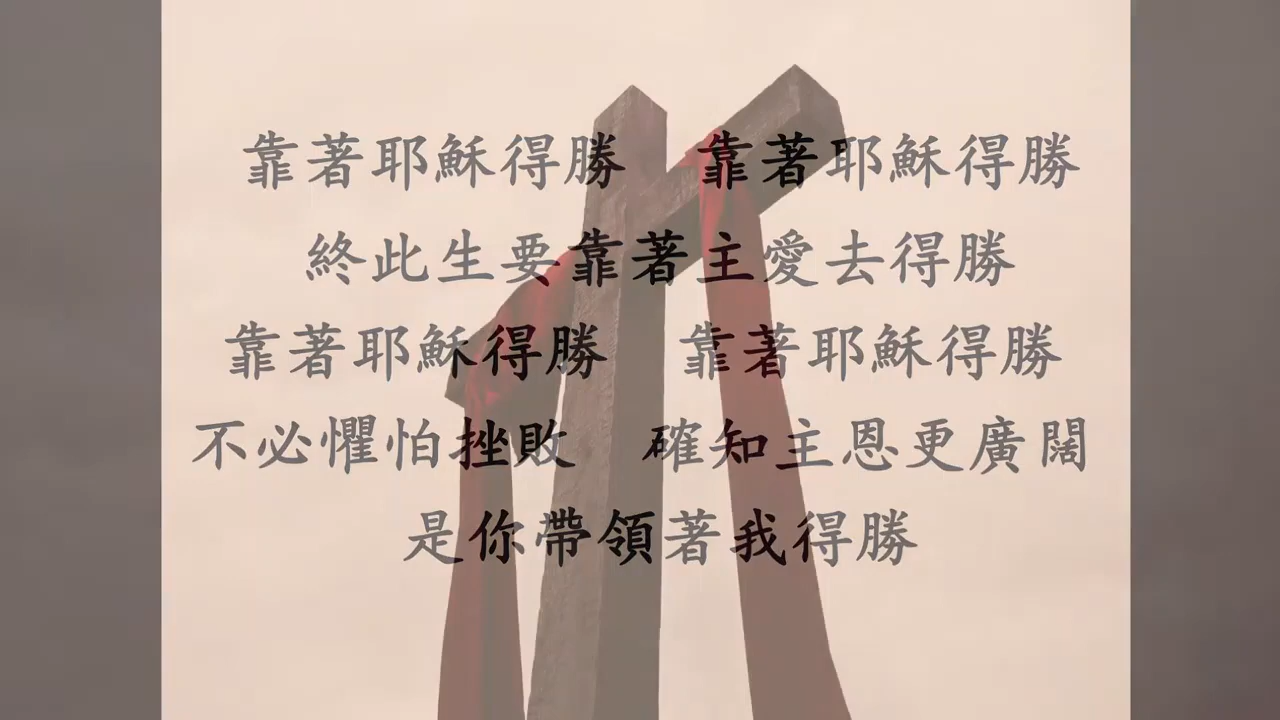 靠著耶穌得勝　靠著耶穌得勝
終此生要靠著主愛去得勝
靠著耶穌得勝　靠著耶穌得勝
不必懼怕挫敗　確知主恩更廣闊
是你帶領著我得勝